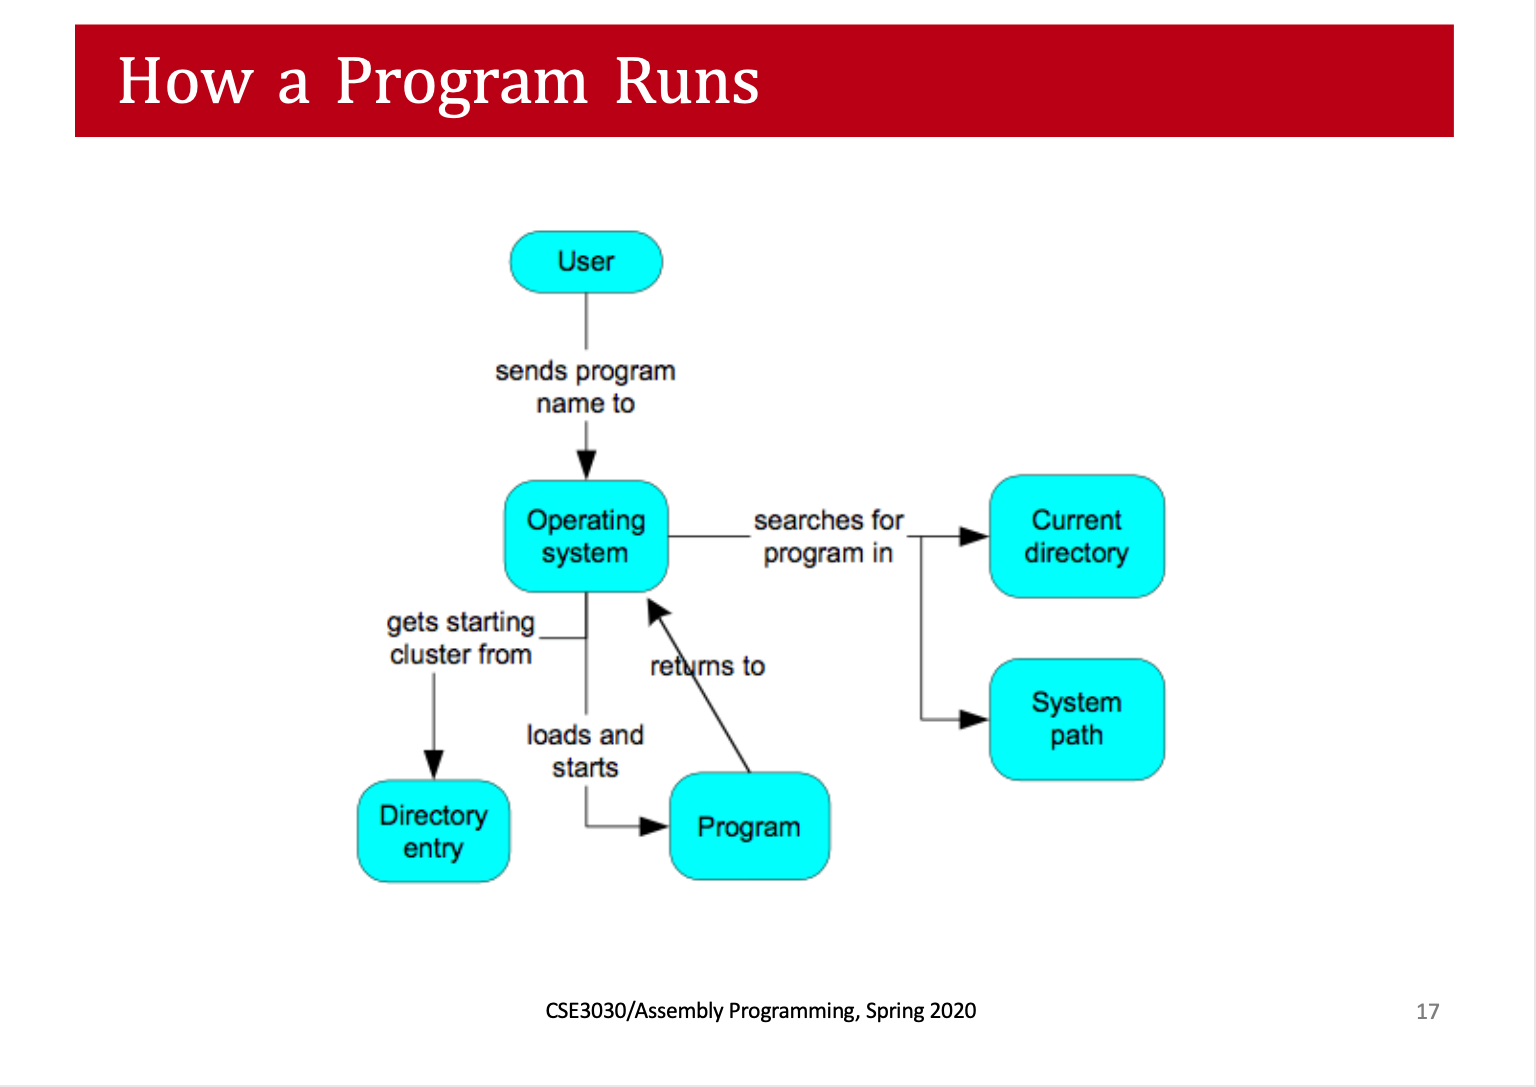 How a Program Runs
User
sends program
name to
Operating
system
searches for
program in
Current
directory
gets starting
cluster from
returns to
System
path
loads and
starts
Directory
entry
Program
CSE3030/Assembly Programming, Spring 2020
17